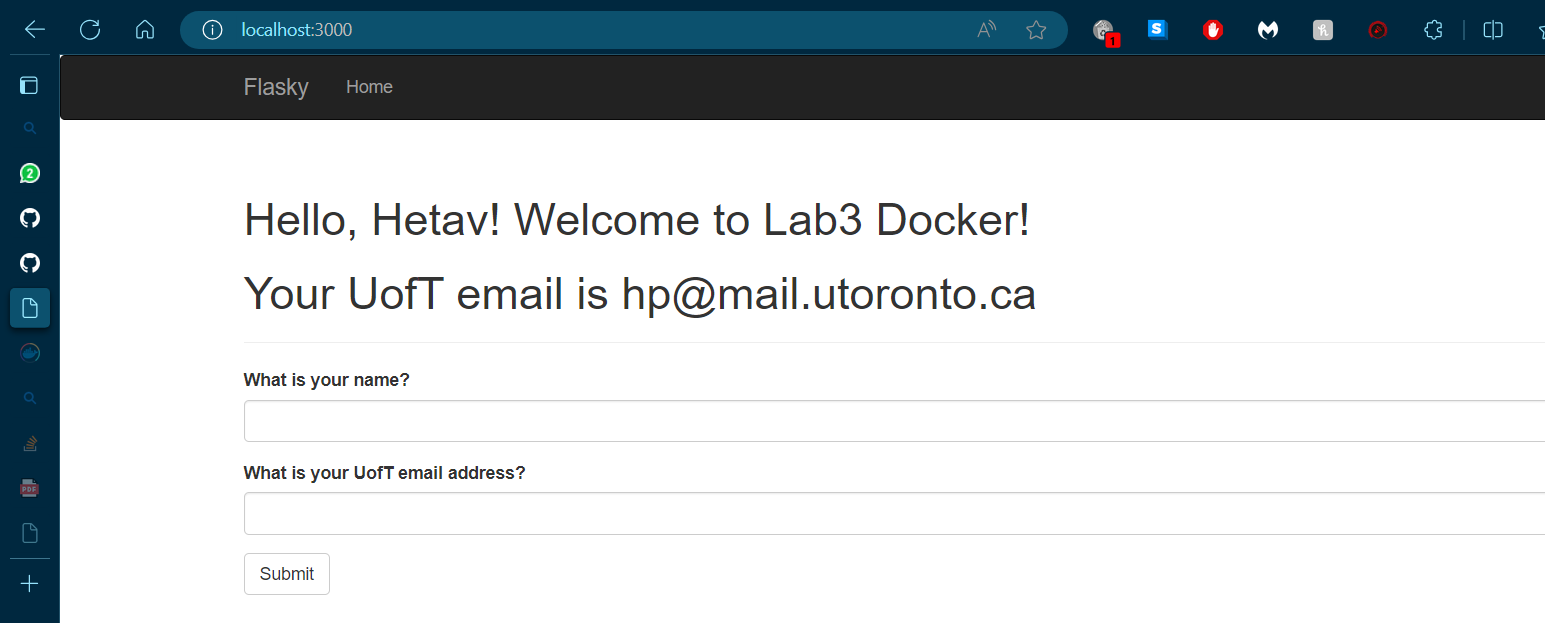 localhost:3000
A
1
S
h
Flasky Home
2
Hello, Hetav! Welcome to Lab3 Docker!
Your UofT email is hp@mail.utoronto.ca
What is your name?
What is your UofT email address?
PDF
Submit